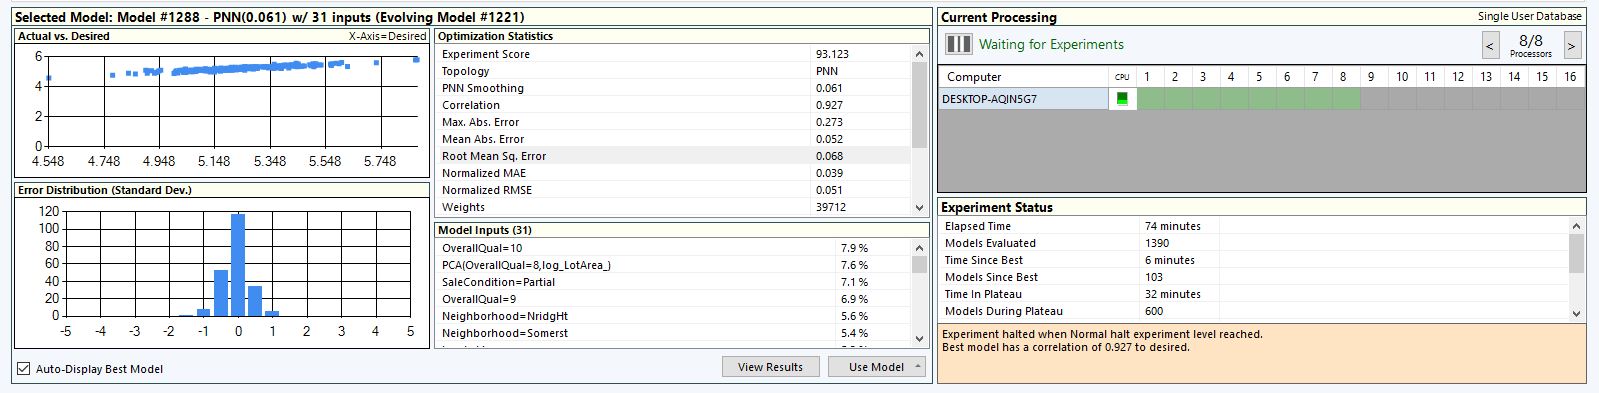 Selected Model: Model #1288 - PNN(0.061) w/ 31 inputs (Evolving Model #1221)
Actual vs. Desired X-Axis=Desired
6
4
2
0
4.548 4.748 4.948 5.148 5.348 5.548 5.748
Error Distribution (Standard Dev.)
120
100
80
60
40
20
0
-5 -4 -3 -2 -1 0 1 2 3 4 5
Auto-Display Best Model
Optimization Statistics
Experiment Score 93.123
Topology PNN
PNN Smoothing 0.061
Correlation 0.927
Max. Abs. Error 0.273
Mean Abs. Error 0.052
Root Mean Sq. Error 0.068
Normalized MAE 0.039
Normalized RMSE 0.051
Weights 39712
Model Inputs (31)
OverallQual=10 7.9 %
PCA(OverallQual=8,log_LotArea_) 7.6 %
SaleCondition=Partial 7.1 %
OverallQual=9 6.9 %
Neighborhood=NridgHt 5.6 %
Neighborhood=Somerst 5.4 %
View Results Use Model
Current Processing Single User Database
Waiting for Experiments < 8/8 >
Processors
Computer CPU 1 2 3 4 5 6 7 8 9 10 11 12 13 14 15 16
DESKTOP-AQIN5G7
Experiment Status
Elapsed Time 74 minutes
Models Evaluated 1390
Time Since Best 6 minutes
Models Since Best 103
Time In Plateau 32 minutes
Models During Plateau 600
Experiment halted when Normal halt experiment level reached.
Best model has a correlation of 0.927 to desired.